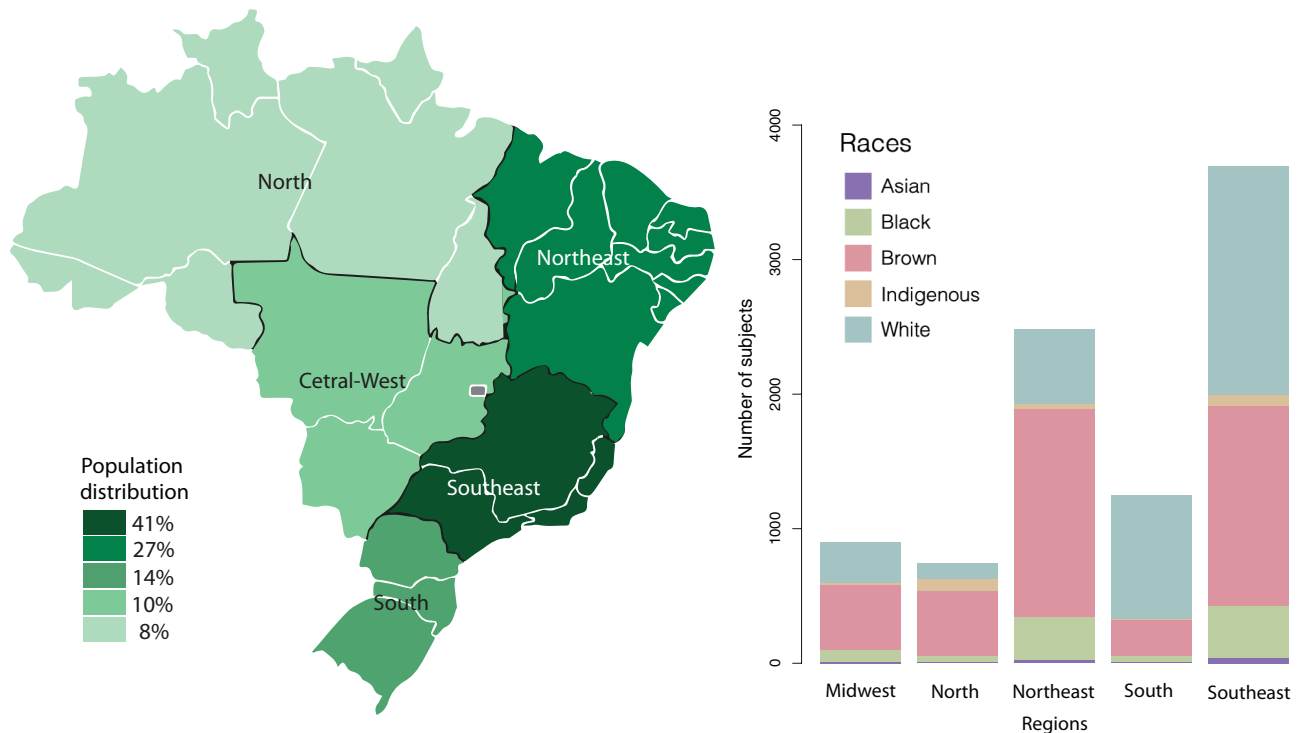 North
Northeast
Cetral-West
Southeast
South
Population
distribution
41%
27%
14%
10%
8%
Races
Asian
Black
Brown
Indigenous
White
Number of subjects
4000
3000
2000
1000
0
Midwest
North
Northeast
South
Southeast
Regions